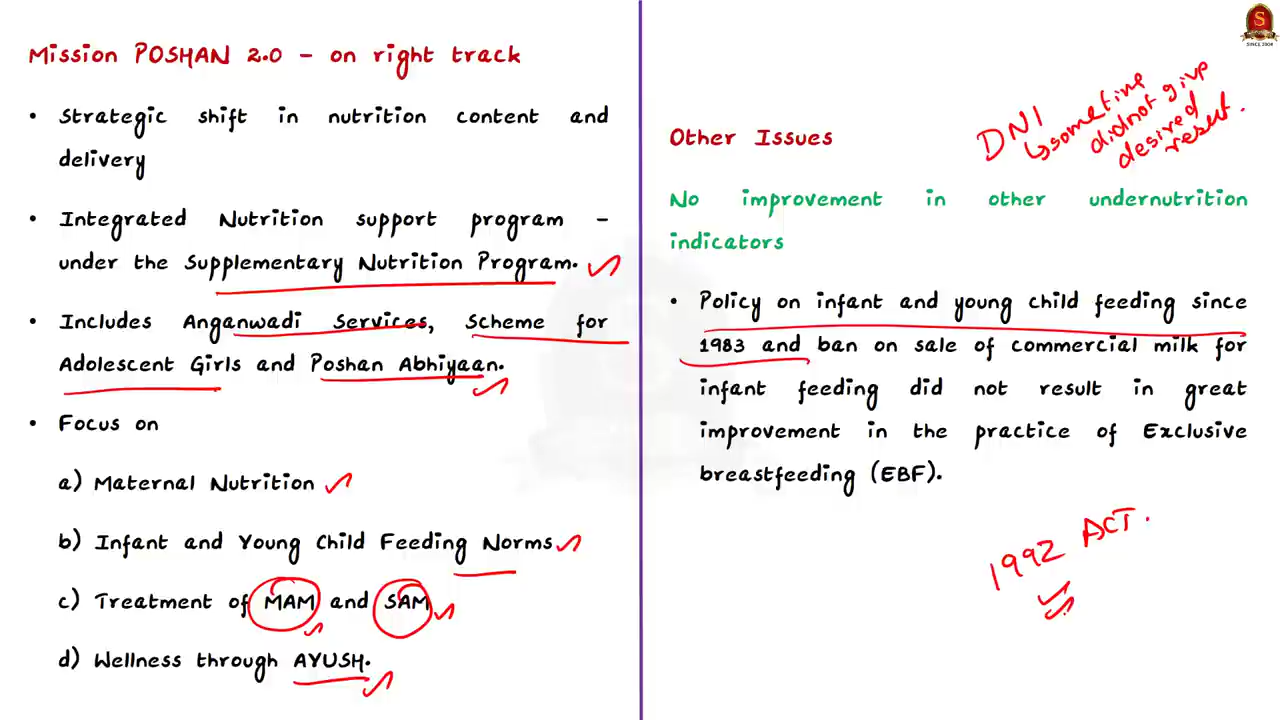 Mission POSHAN 2.0 - on right track
• Strategic shift in nutrition content and
delivery
• Integrated Nutrition support program -
under the Supplementary Nutrition Program.
• Includes Anganwadi Services, Scheme for
Adolescent Girls and Poshan Abhiyaan.
• Focus on
a) Maternal Nutrition
b) Infant and Young Child Feeding Norms
c) Treatment of MAM and SAM
d) Wellness through AYUSH.
S
SINCE 2004
DNI
↳ sometime
did not give
desired
result.
Other Issues
No improvement in other undernutrition
indicators
• Policy on infant and young child feeding since
1983 and ban on sale of commercial milk for
infant feeding did not result in great
improvement in the practice of Exclusive
breastfeeding (EBF).
1992 ACT.